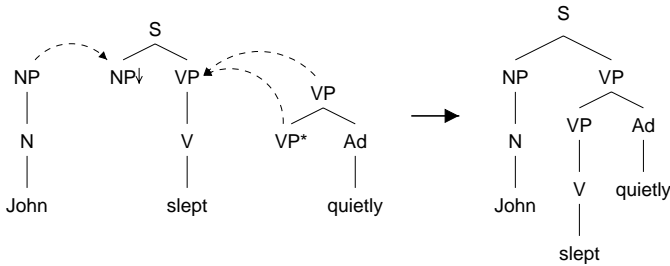 S S
NP NP↓ VP NP VP
VP
N V VP* Ad N VP Ad
John slept quietly John V quietly
slept